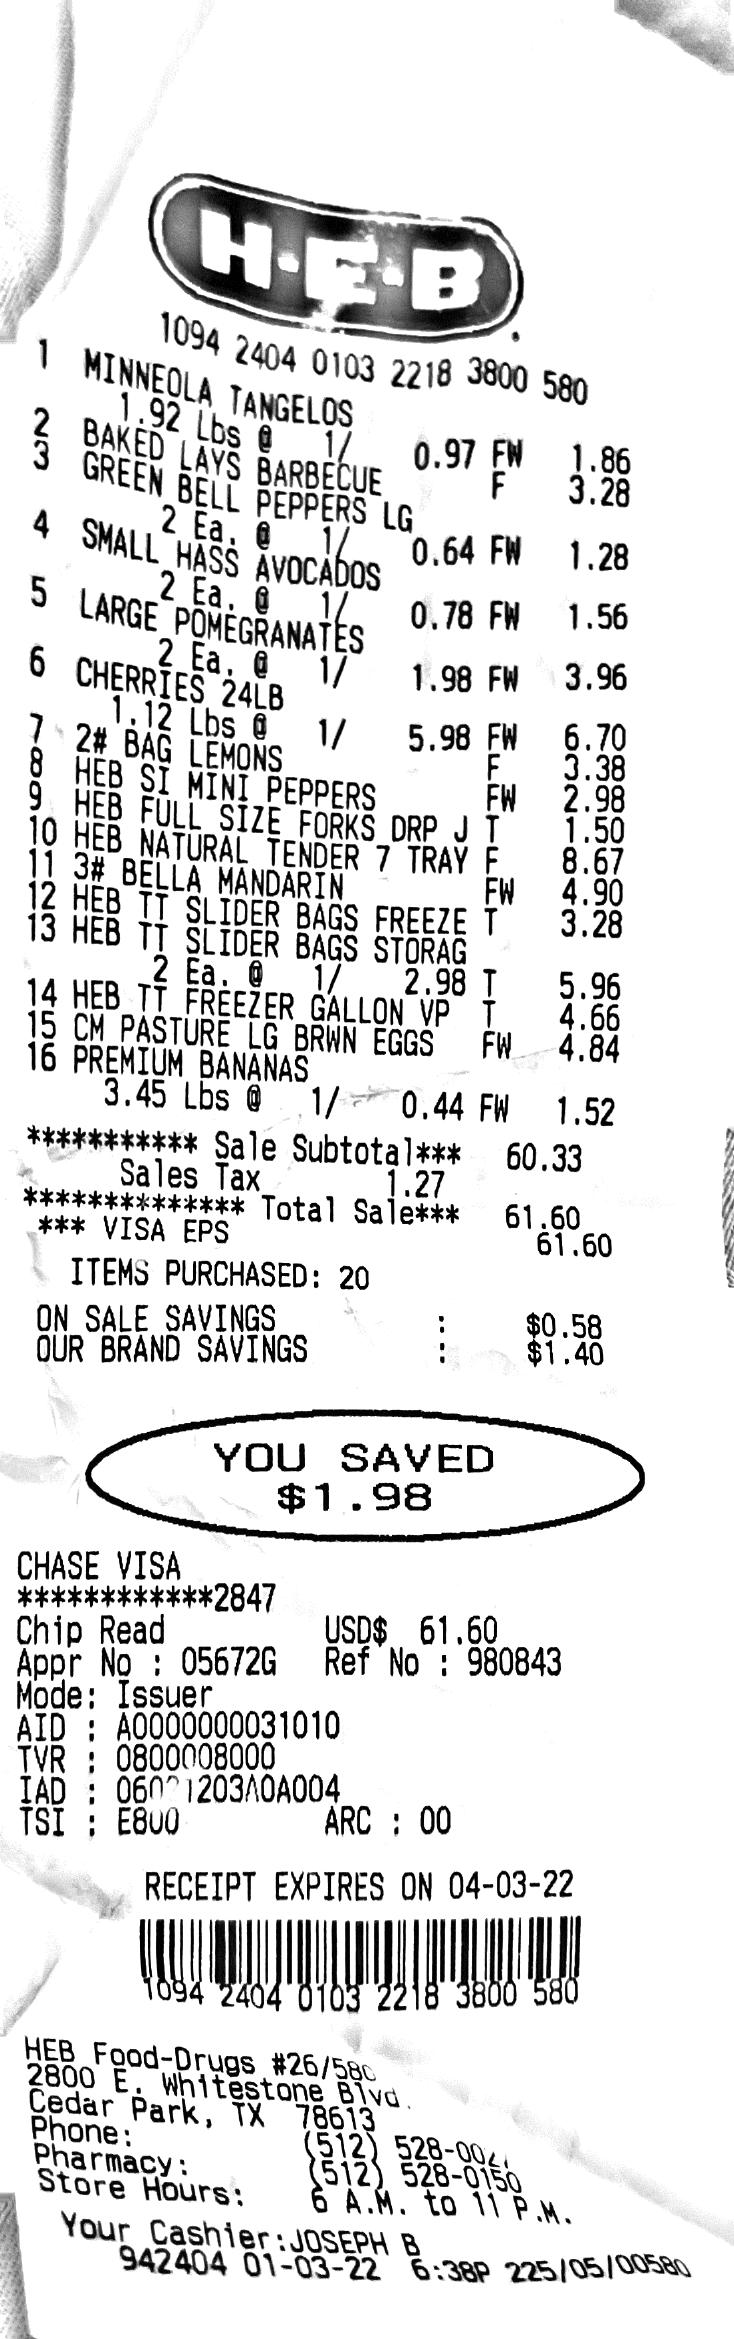 H-E-B
1094 2404 0103 2218 3800 580
1 MINNEOLA TANGELOS
1.92 Lbs @ 1/ 0.97 FW 1.86
2 BAKED LAYS BARBECUE F 3.28
3 GREEN BELL PEPPERS LG
2 Ea. @ 1/ 0.64 FW 1.28
4 SMALL HASS AVOCADOS
2 Ea. @ 1/ 0.78 FW 1.56
5 LARGE POMEGRANATES
2 Ea. @ 1/ 1.98 FW 3.96
6 CHERRIES 24LB
1.12 Lbs @ 1/ 5.98 FW 6.70
7 2# BAG LEMONS F 3.38
8 HEB SI MINI PEPPERS FW 2.98
9 HEB FULL SIZE FORKS DRP J T 1.50
10 HEB NATURAL TENDER 7 TRAY F 8.67
11 3# BELLA MANDARIN FW 4.90
12 HEB TT SLIDER BAGS FREEZE T 3.28
13 HEB TT SLIDER BAGS STORAG
2 Ea. @ 1/ 2.98 T 5.96
14 HEB TT FREEZER GALLON VP T 4.66
15 CM PASTURE LG BRWN EGGS FW 4.84
16 PREMIUM BANANAS
3.45 Lbs @ 1/ 0.44 FW 1.52
*********** Sale Subtotal*** 60.33
Sales Tax 1.27
************** Total Sale*** 61.60
*** VISA EPS 61.60
ITEMS PURCHASED: 20
ON SALE SAVINGS : $0.58
OUR BRAND SAVINGS : $1.40
YOU SAVED
$1.98
CHASE VISA
************2847
Chip Read USD$ 61.60
Appr No : 05672G Ref No : 980843
Mode: Issuer
AID : A0000000031010
TVR : 0800008000
IAD :
TSI : E800 ARC : 00
RECEIPT EXPIRES ON 04-03-22
1094 2404 0103 2218 3800 580
HEB Food-Drugs #26/580
2800 E. Whitestone Blvd.
Cedar Park, TX 78613
Phone: (512)
Pharmacy: (512) 528-0150
Store Hours: 6 A.M. to 11 P.M.
Your Cashier:JOSEPH B
942404 01-03-22 6:38P 225/05/00580